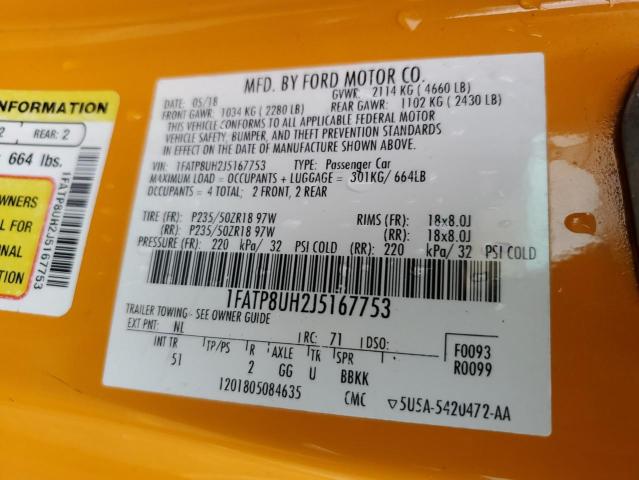 MFD. BY FORD MOTOR CO.
DATE: 05/18 GVWR: 2114 KG ( 4660 LB)
FRONT GAWR: 1034 KG ( 2280 LB) REAR GAWR: 1102 KG ( 2430 LB)
THIS VEHICLE CONFORMS TO ALL APPLICABLE FEDERAL MOTOR
VEHICLE SAFETY, BUMPER, AND THEFT PREVENTION STANDARDS
IN EFFECT ON THE DATE OF MANUFACTURE SHOWN ABOVE.
VIN: 1FATP8UH2J5167753 TYPE: Passenger Car
MAXIMUM LOAD = OCCUPANTS + LUGGAGE = 301KG/ 664LB
OCCUPANTS = 4 TOTAL: 2 FRONT, 2 REAR
TIRE (FR): P235/50ZR18 97W RIMS (FR): 18x8.0J
(RR): P235/50ZR18 97W (RR): 18x8.0J
PRESSURE (FR): 220 kPa/ 32 PSI COLD (RR): 220 kPa/ 32 PSI COLD
1FATP8UH2J5167753
TRAILER TOWING - SEE OWNER GUIDE
EXT PNT: NL RC: 71 DSO: F0093
INT TR TP/PS R AXLE TR SPR R0099
51 2 GG U BBKK
1201805084635 CMC 5U5A-5420472-AA
INFORMATION
2 REAR: 2
664 lbs.
OWNERS
FOR
ONAL
ON
1FATP8UH2J5167753